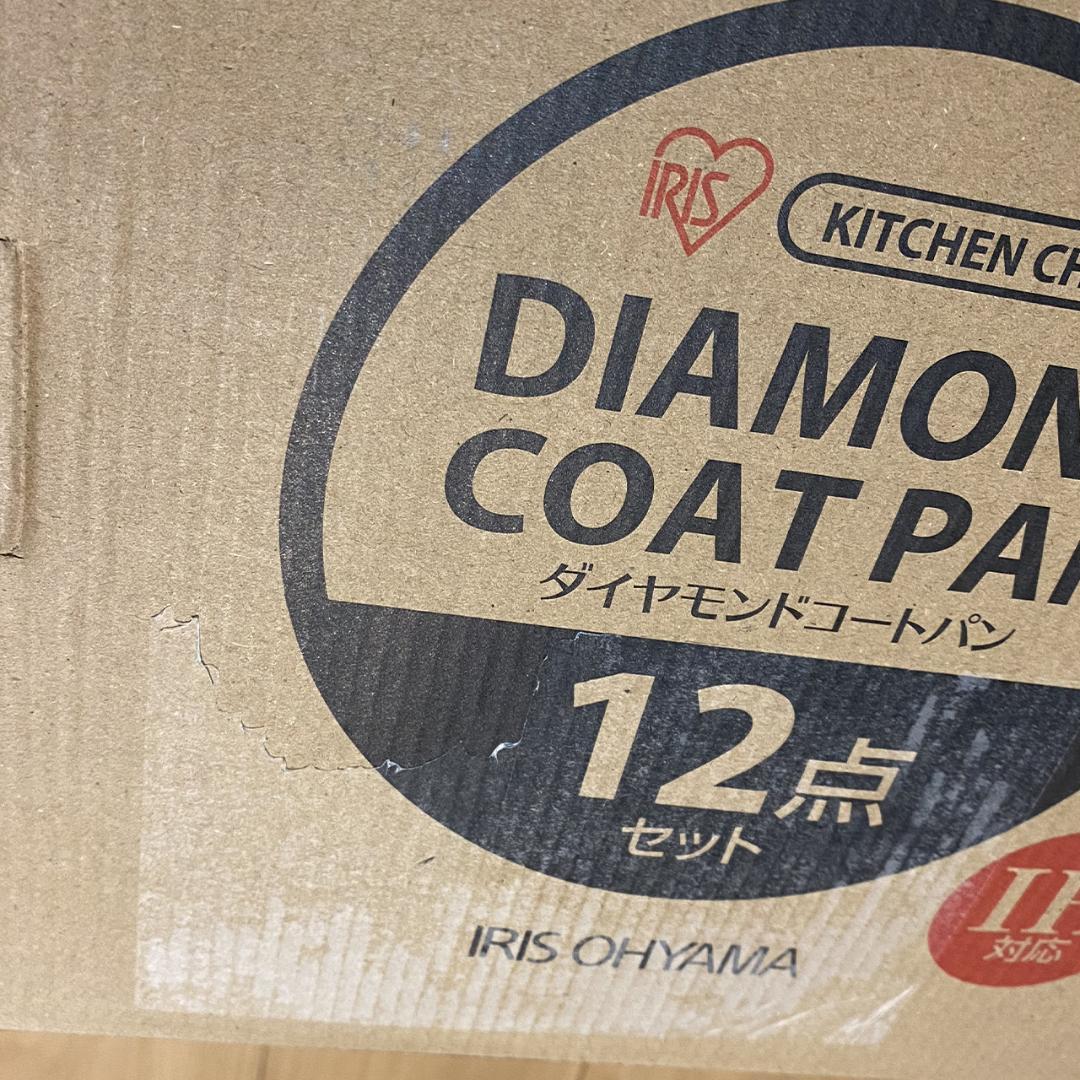 IRIS
KITCHEN CH
DIAMON
COAT PA
ダイヤモンドコートパン
12点
セット
IH
対応
IRIS OHYAMA